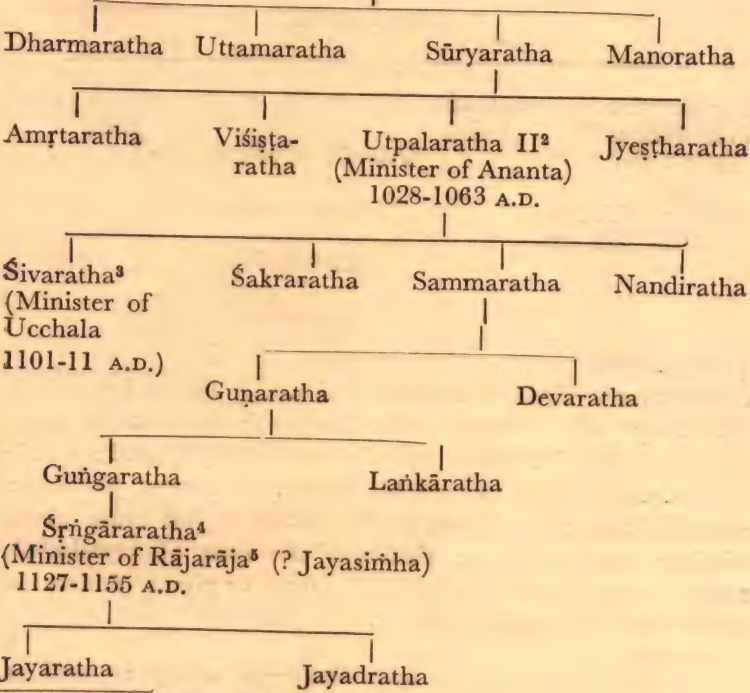 Dharmaratha Uttamaratha Sūryaratha Manoratha
Amṛtaratha Viśiṣṭa- Utpalaratha II² Jyeṣṭharatha
ratha (Minister of Ananta)
1028-1063 A.D.
Śivaratha³ Śakraratha Sammaratha Nandiratha
(Minister of
Ucchala
1101-11 A.D.)
Guṇaratha Devaratha
Guṅgaratha Laṅkāratha
Śṛṅgāraratha⁴
(Minister of Rājarāja⁵ (? Jayasiṁha)
1127-1155 A.D.
Jayaratha Jayadratha